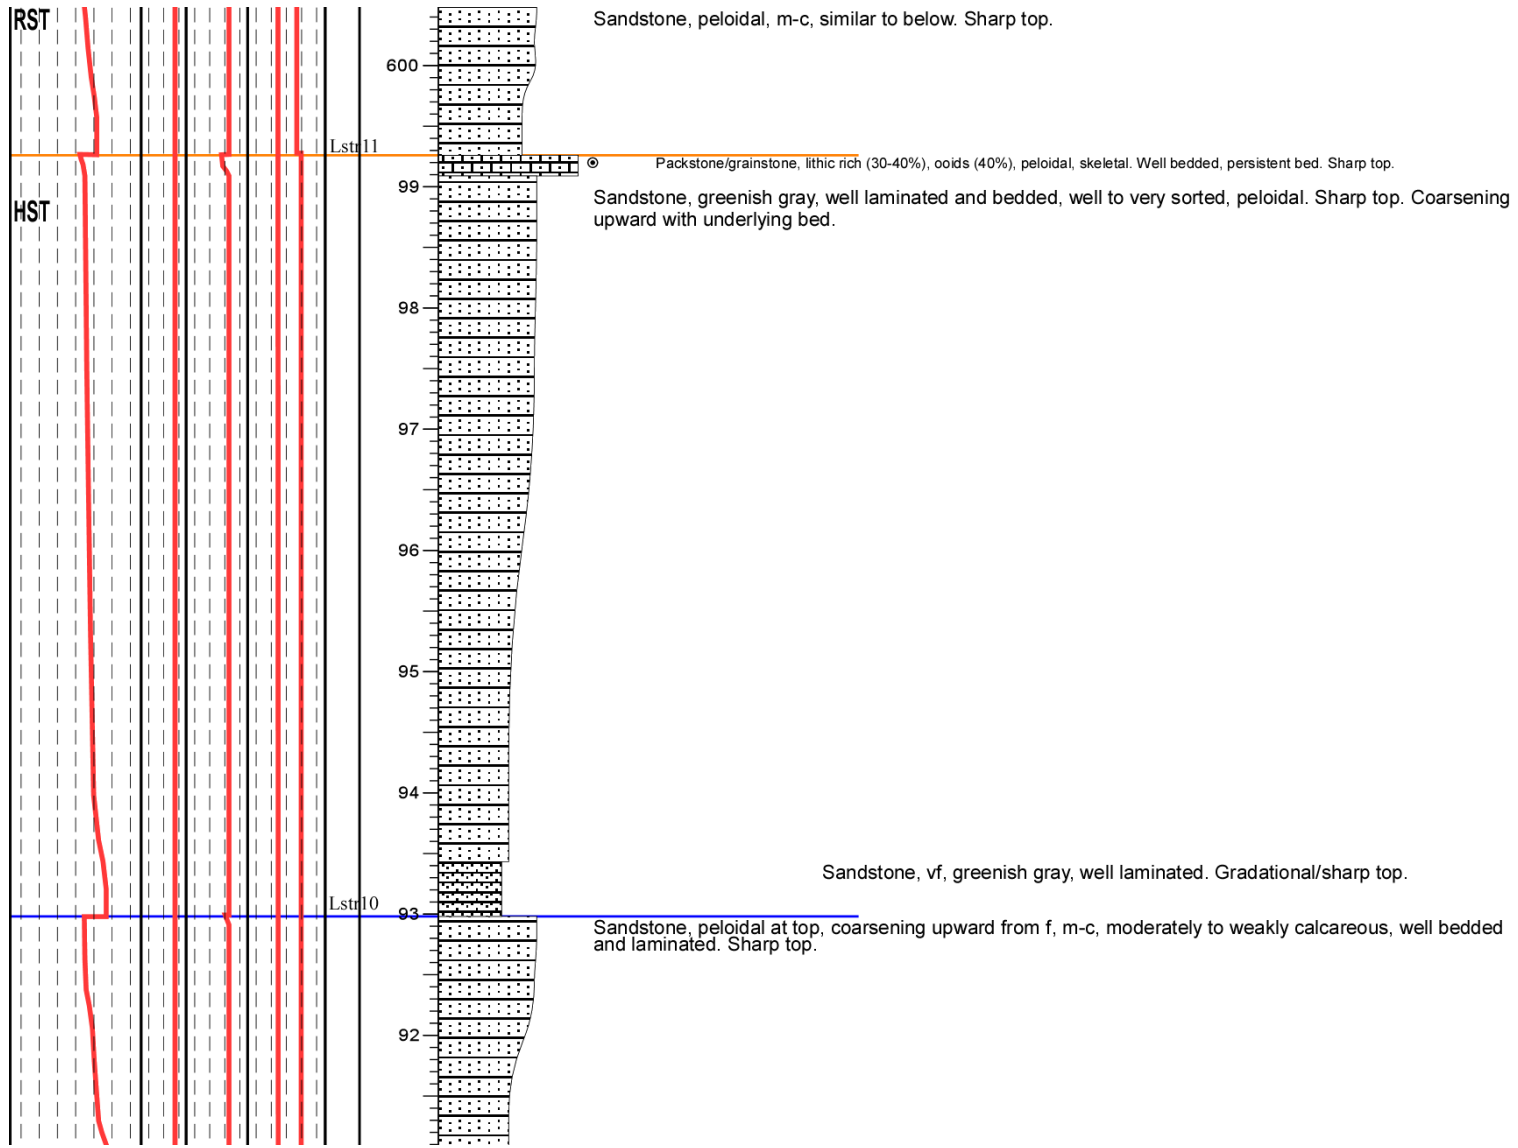 RST
Sandstone, peloidal, m-c, similar to below. Sharp top.
600
Lstr11
Packstone/grainstone, lithic rich (30-40%), ooids (40%), peloidal, skeletal. Well bedded, persistent bed. Sharp top.
99
HST
Sandstone, greenish gray, well laminated and bedded, well to very sorted, peloidal. Sharp top. Coarsening
upward with underlying bed.
98
97
96
95
94
Sandstone, vf, greenish gray, well laminated. Gradational/sharp top.
Lstr10
93
Sandstone, peloidal at top, coarsening upward from f, m-c, moderately to weakly calcareous, well bedded
and laminated. Sharp top.
92